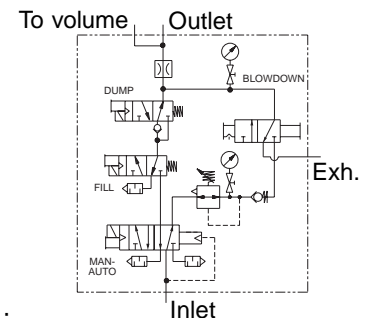 To volume
Outlet
BLOWDOWN
DUMP
Exh.
FILL
MAN-
AUTO
. Inlet